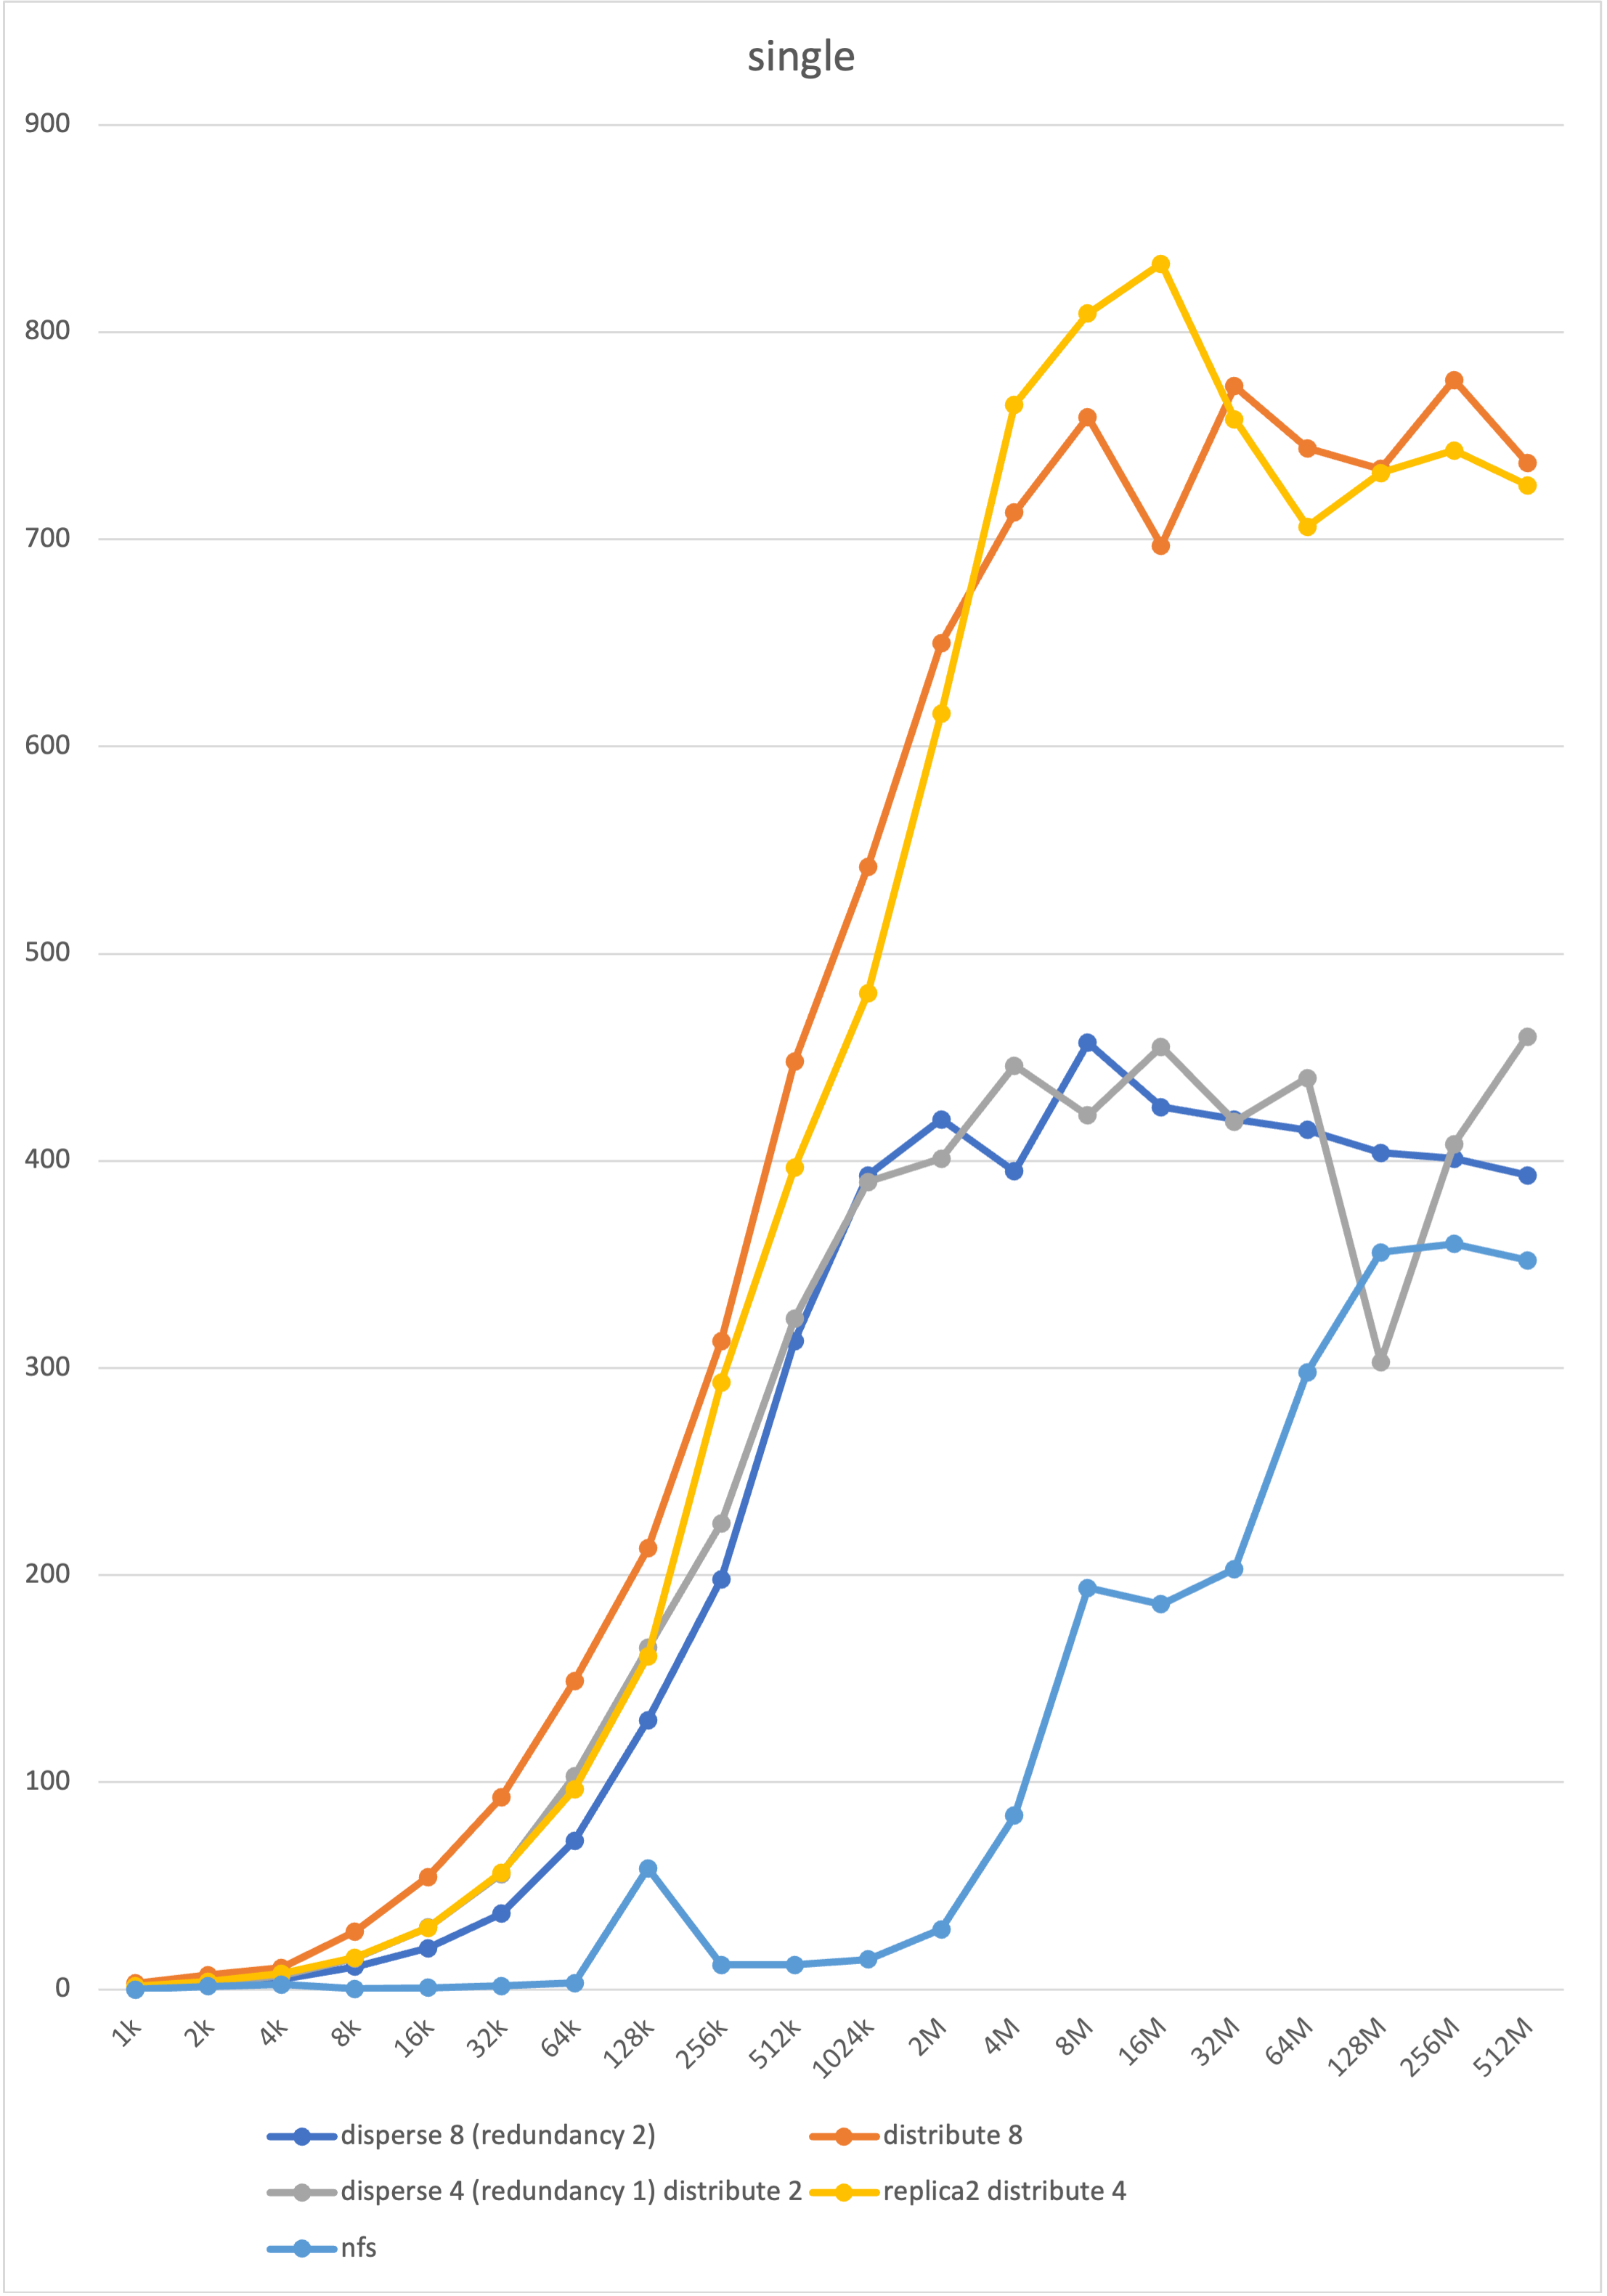 single
900
800
700
600
500
400
300
200
100
0
1k 2k 4k 8k 16k 32k 64k 128k 256k 512k 1024k 2M 4M 8M 16M 32M 64M 128M 256M 512M
disperse 8 (redundancy 2) distribute 8
disperse 4 (redundancy 1) distribute 2 replica2 distribute 4
nfs